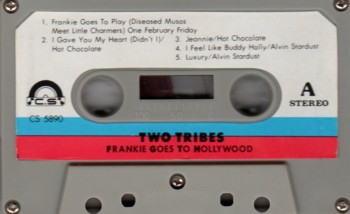 1. Frankie Goes To Play (Diseased Musos
Meet Little Charmers) One February Friday
2. I Gave You My Heart (Didn't I)/
Hot Chocolate
3. Jeannie/Hot Chocolate
4. I Feel Like Buddy Holly/Alvin Stardust
5. Luxury/Alvin Stardust
C.S.
CS 5890
A
STEREO
TWO TRIBES
FRANKIE GOES TO HOLLYWOOD